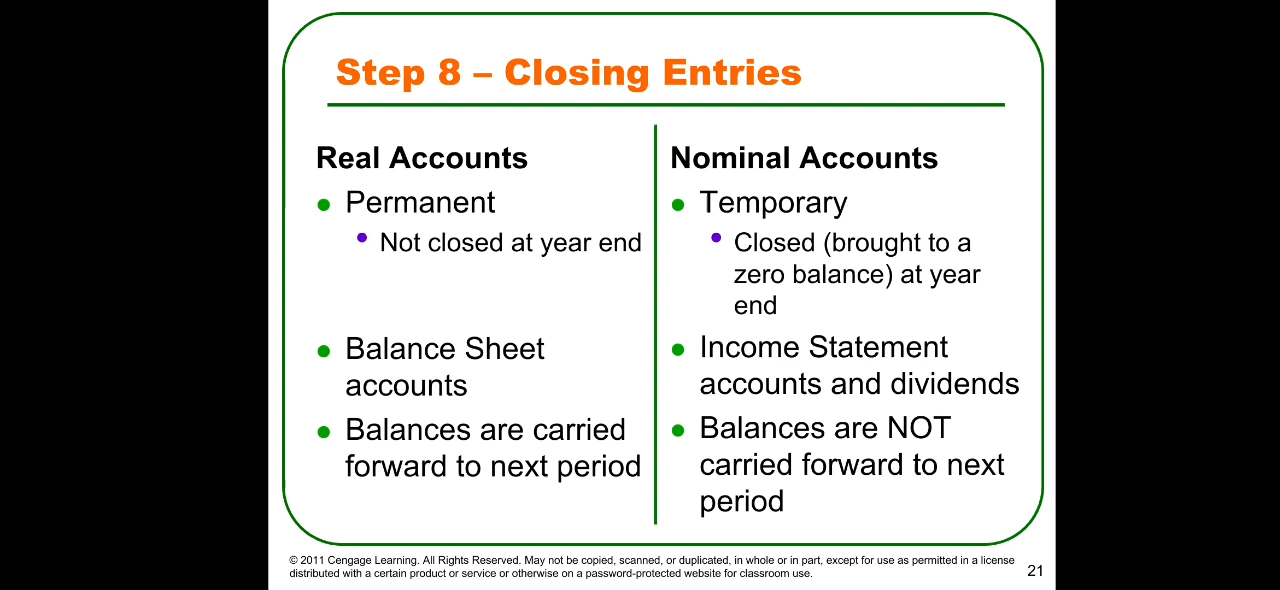 Step 8 – Closing Entries
Real Accounts
● Permanent
● Not closed at year end
● Balance Sheet
accounts
● Balances are carried
forward to next period
Nominal Accounts
● Temporary
● Closed (brought to a
zero balance) at year
end
● Income Statement
accounts and dividends
● Balances are NOT
carried forward to next
period
© 2011 Cengage Learning. All Rights Reserved. May not be copied, scanned, or duplicated, in whole or in part, except for use as permitted in a license
distributed with a certain product or service or otherwise on a password-protected website for classroom use.
21